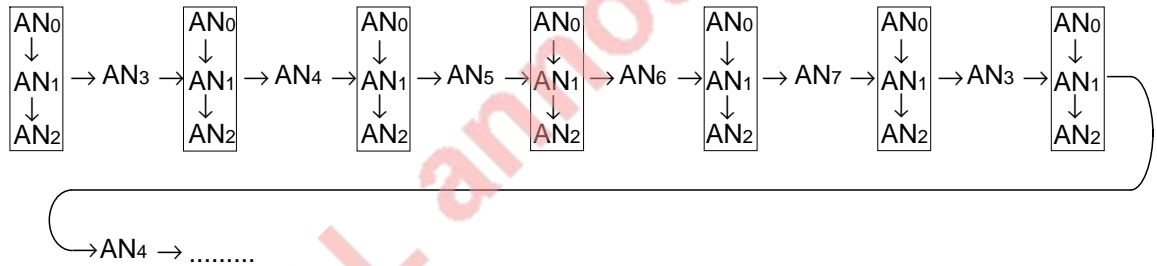 AN0 AN0 AN0 AN0 AN0 AN0 AN0
↓ ↓ ↓ ↓ ↓ ↓ ↓
AN1 → AN3 → AN1 → AN4 → AN1 → AN5 → AN1 → AN6 → AN1 → AN7 → AN1 → AN3 → AN1
↓ ↓ ↓ ↓ ↓ ↓ ↓
AN2 AN2 AN2 AN2 AN2 AN2 AN2
→ AN4 → .........